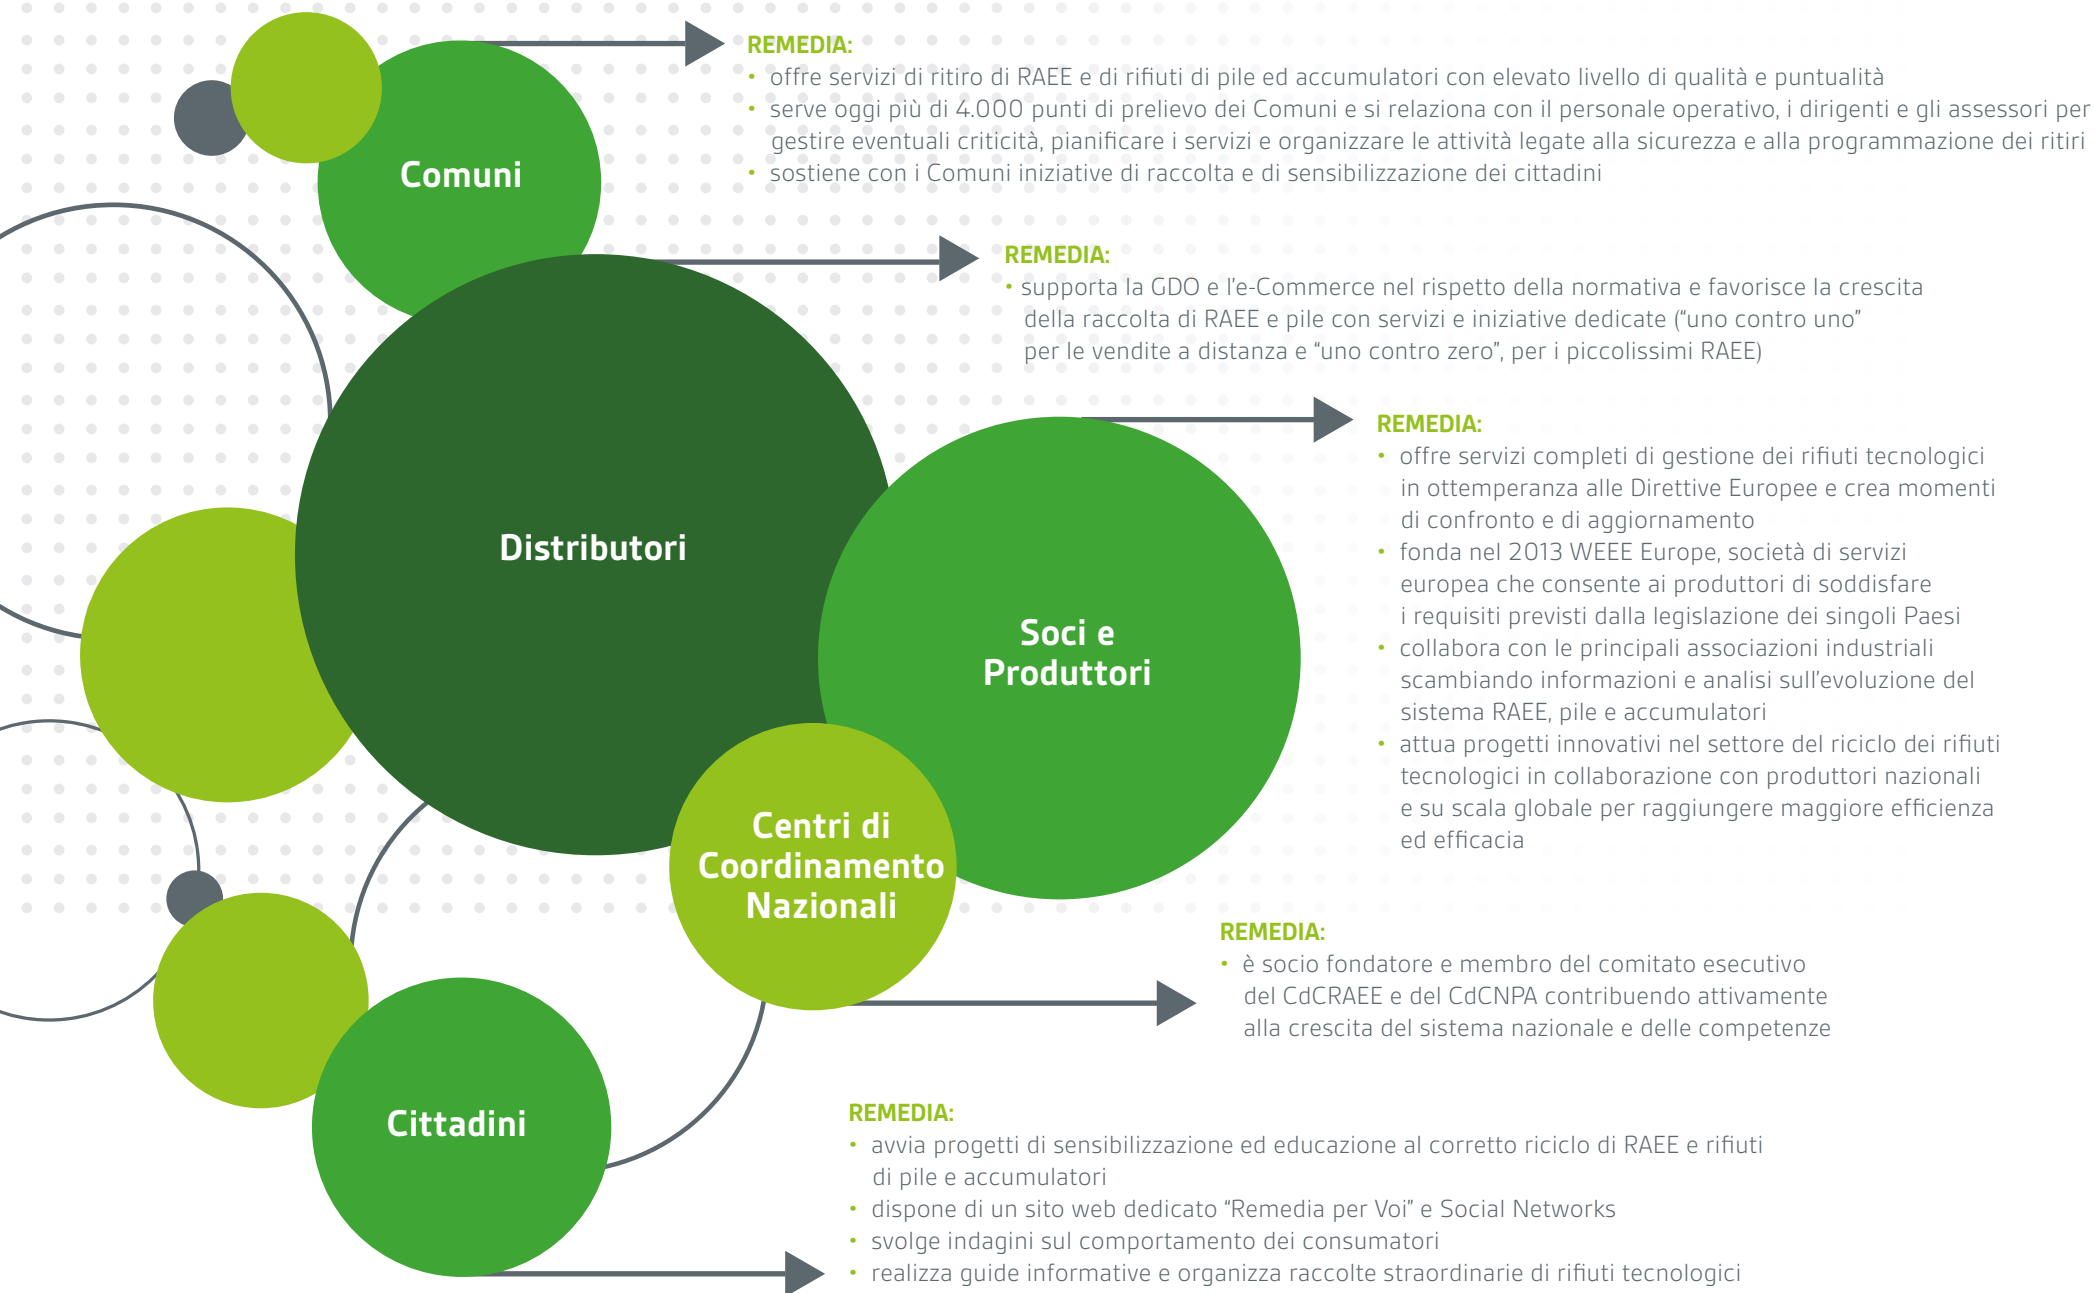 Comuni
REMEDIA:
• offre servizi di ritiro di RAEE e di rifiuti di pile ed accumulatori con elevato livello di qualità e puntualità
• serve oggi più di 4.000 punti di prelievo dei Comuni e si relaziona con il personale operativo, i dirigenti e gli assessori per
gestire eventuali criticità, pianificare i servizi e organizzare le attività legate alla sicurezza e alla programmazione dei ritiri
• sostiene con i Comuni iniziative di raccolta e di sensibilizzazione dei cittadini
Distributori
REMEDIA:
• supporta la GDO e l'e-Commerce nel rispetto della normativa e favorisce la crescita
della raccolta di RAEE e pile con servizi e iniziative dedicate (“uno contro uno”
per le vendite a distanza e “uno contro zero”, per i piccolissimi RAEE)
Soci e
Produttori
REMEDIA:
• offre servizi completi di gestione dei rifiuti tecnologici
in ottemperanza alle Direttive Europee e crea momenti
di confronto e di aggiornamento
• fonda nel 2013 WEEE Europe, società di servizi
europea che consente ai produttori di soddisfare
i requisiti previsti dalla legislazione dei singoli Paesi
• collabora con le principali associazioni industriali
scambiando informazioni e analisi sull'evoluzione del
sistema RAEE, pile e accumulatori
• attua progetti innovativi nel settore del riciclo dei rifiuti
tecnologici in collaborazione con produttori nazionali
e su scala globale per raggiungere maggiore efficienza
ed efficacia
Centri di
Coordinamento
Nazionali
REMEDIA:
• è socio fondatore e membro del comitato esecutivo
del CdCRAEE e del CdCNPA contribuendo attivamente
alla crescita del sistema nazionale e delle competenze
Cittadini
REMEDIA:
• avvia progetti di sensibilizzazione ed educazione al corretto riciclo di RAEE e rifiuti
di pile e accumulatori
• dispone di un sito web dedicato “Remedia per Voi” e Social Networks
• svolge indagini sul comportamento dei consumatori
• realizza guide informative e organizza raccolte straordinarie di rifiuti tecnologici